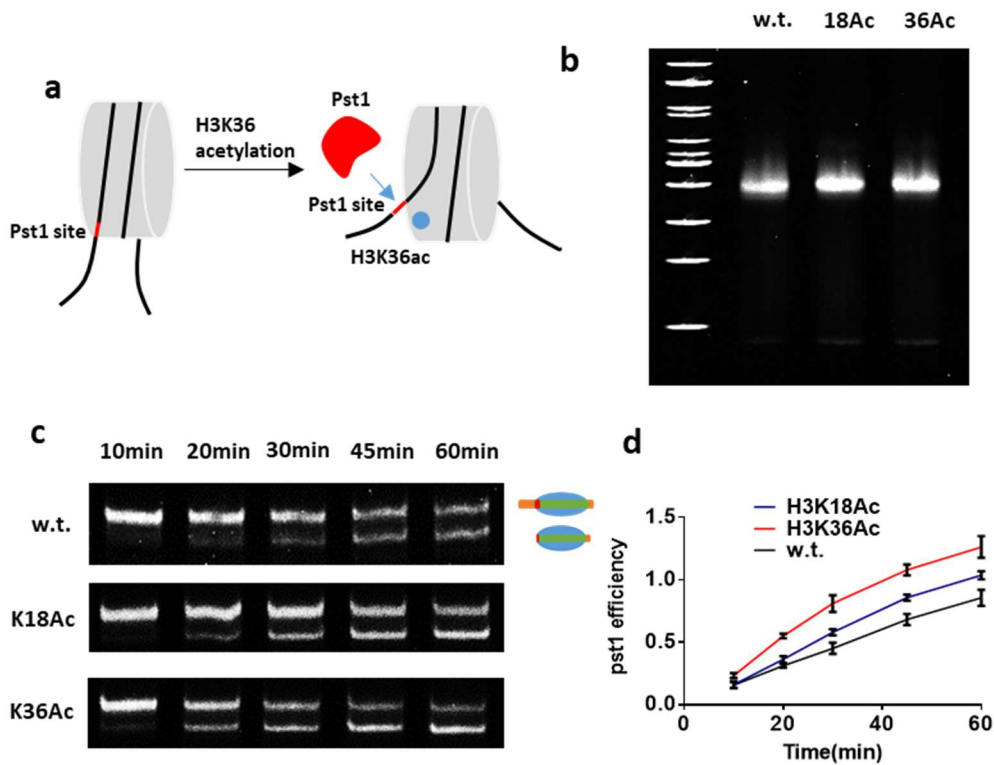 a
Pst1
H3K36
acetylation
Pst1 site
Pst1 site
H3K36ac
w.t. 18Ac 36Ac
b
c
10min 20min 30min 45min 60min
w.t.
K18Ac
K36Ac
d
H3K18Ac
H3K36Ac
w.t.
1.5
1.0
0.5
0.0
pst1 efficiency
0 20 40 60
Time(min)